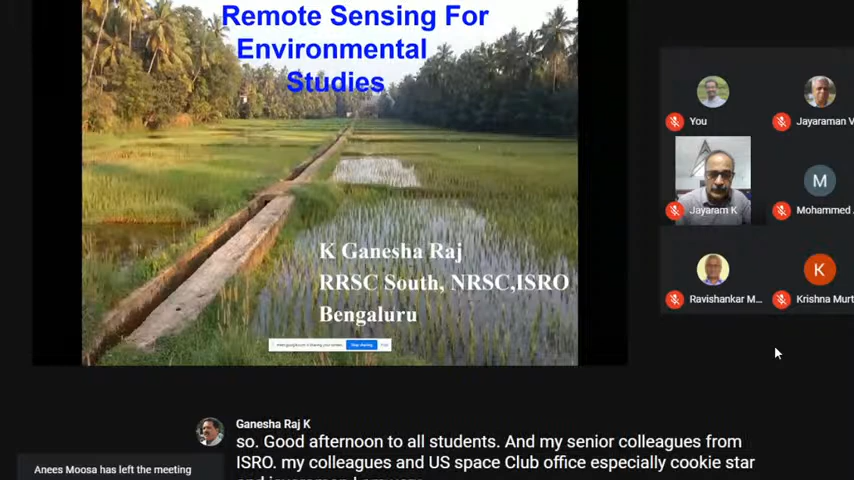 Remote Sensing For
Environmental
Studies
K Ganesha Raj
RRSC South, NRSC,ISRO
Bengaluru
Stop sharing
You
Jayaraman V
Jayaram K
M
Mohammed
Ravishankar M...
K
Krishna Murt
Ganesha Raj K
so. Good afternoon to all students. And my senior colleagues from
ISRO. my colleagues and US space Club office especially cookie star
Anees Moosa has left the meeting